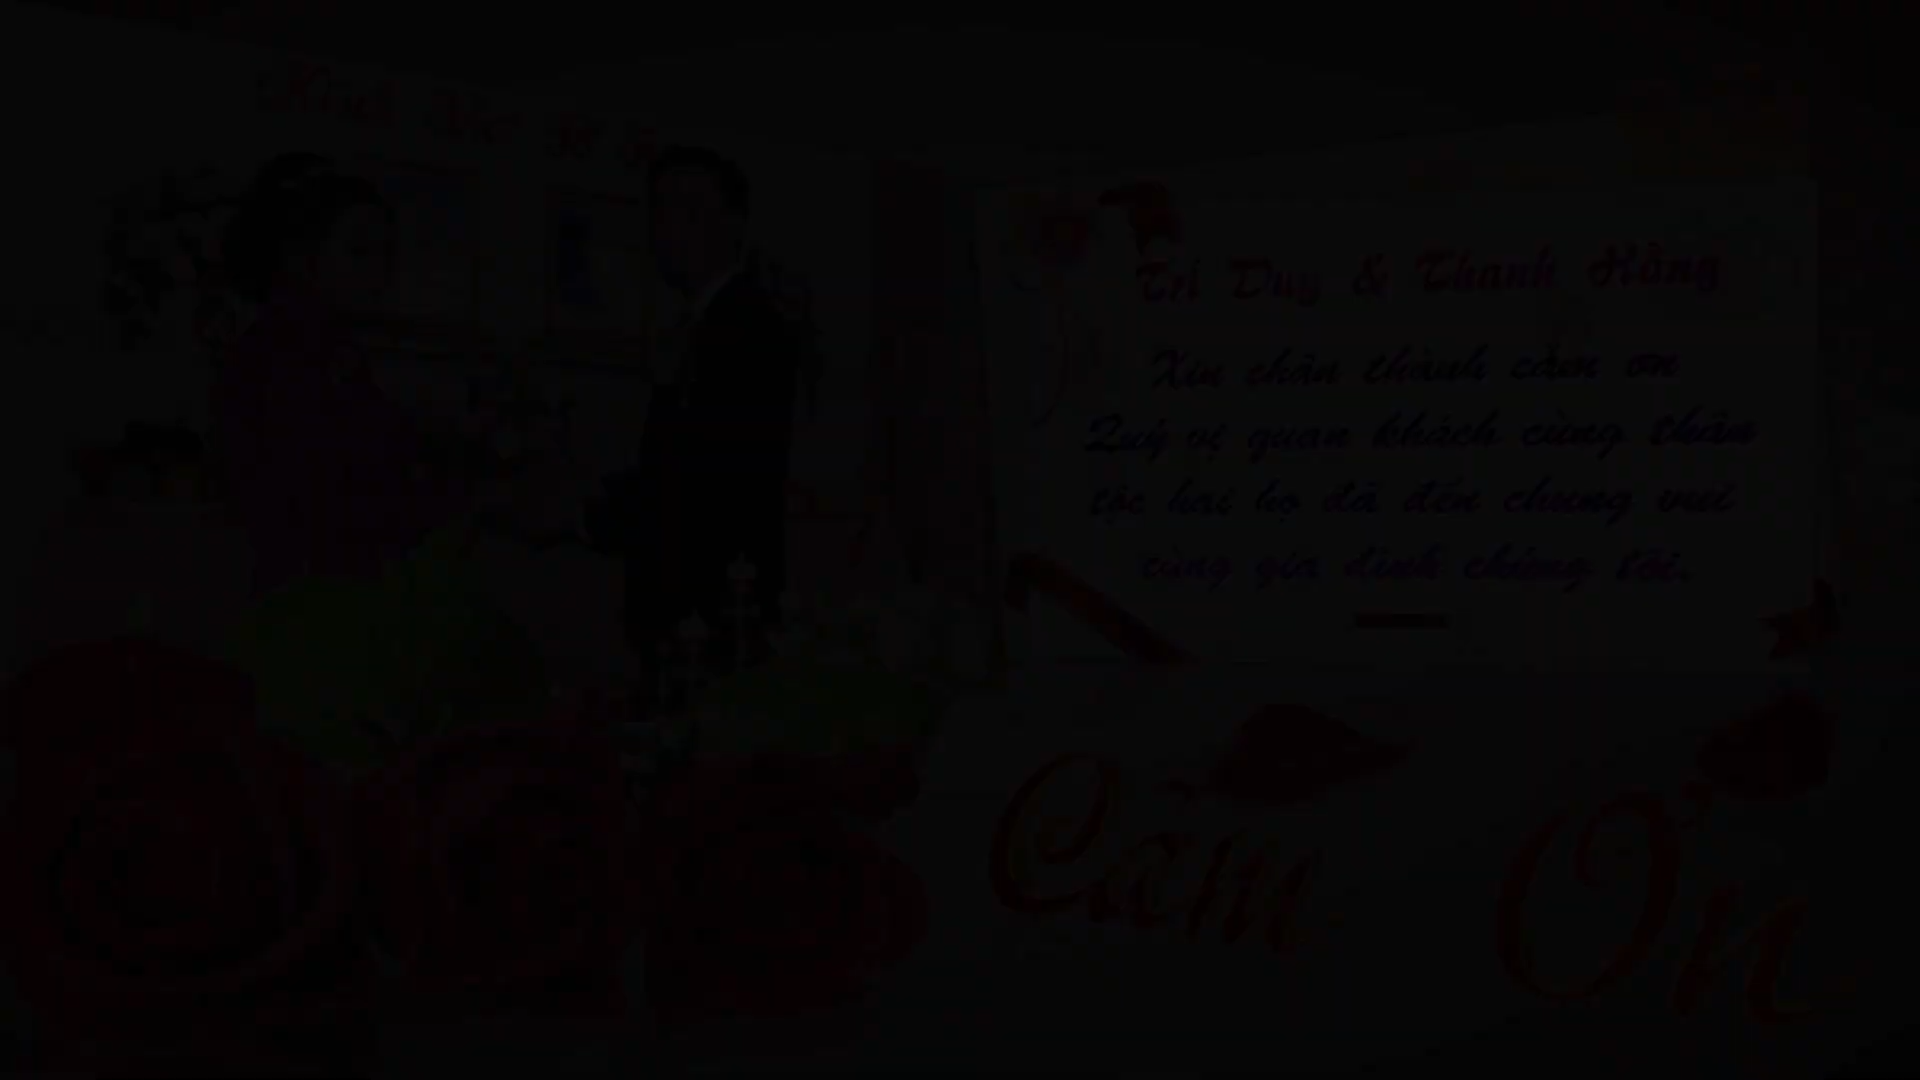 Trí Duy & Thanh Hằng
Xin chân thành cảm ơn
Quý vị quan khách cùng thân
tộc hai họ đã đến chung vui
cùng gia đình chúng tôi.
Cảm Ơn